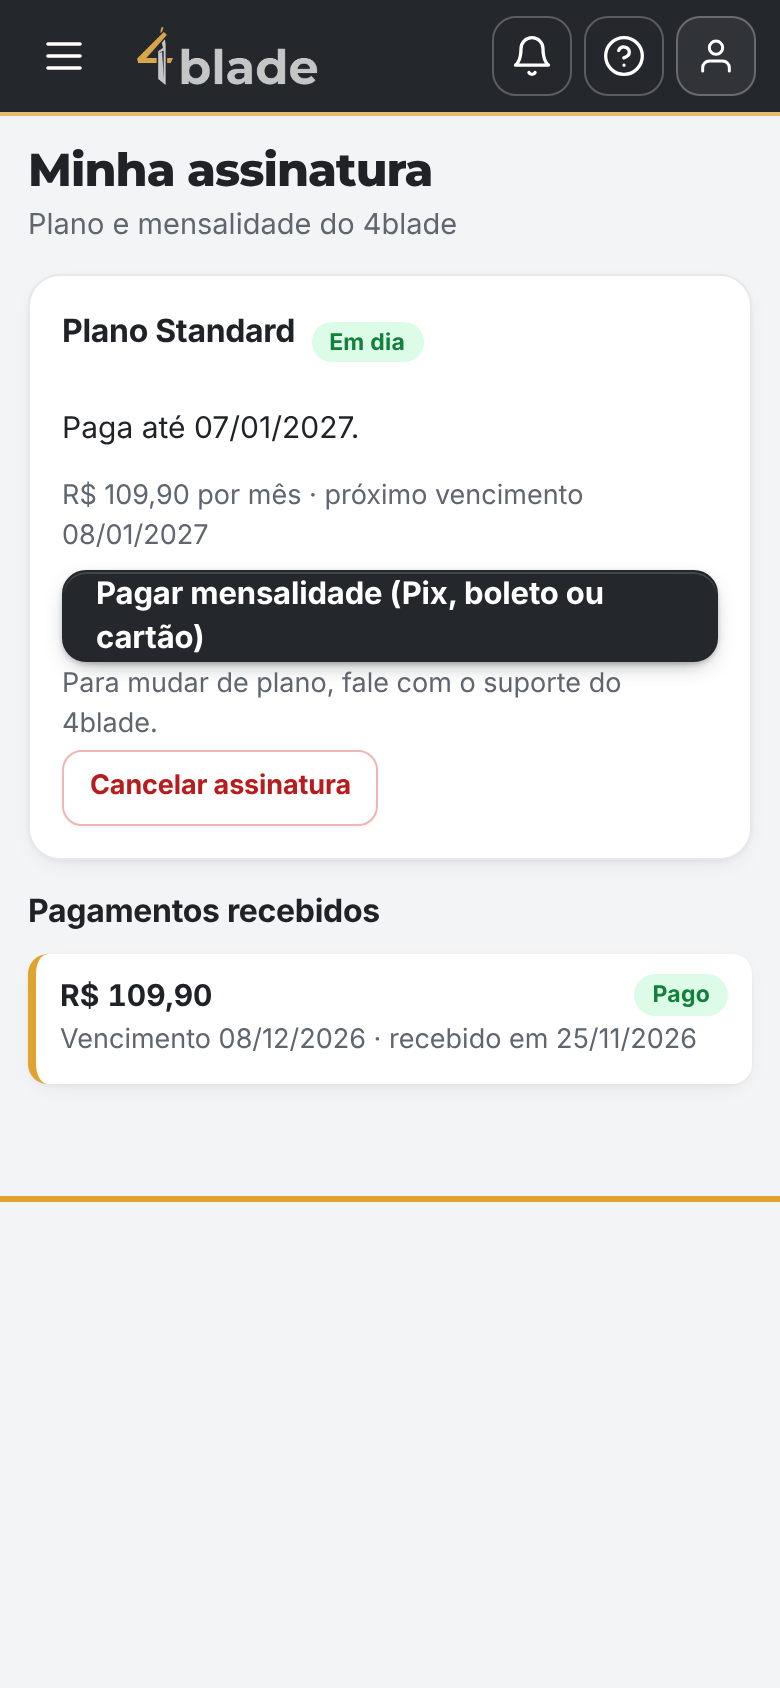 4blade
Minha assinatura
Plano e mensalidade do 4blade
Plano Standard
Em dia
Paga até 07/01/2027.
R$ 109,90 por mês · próximo vencimento
08/01/2027
Pagar mensalidade (Pix, boleto ou
cartão)
Para mudar de plano, fale com o suporte do
4blade.
Cancelar assinatura
Pagamentos recebidos
R$ 109,90
Pago
Vencimento 08/12/2026 · recebido em 25/11/2026